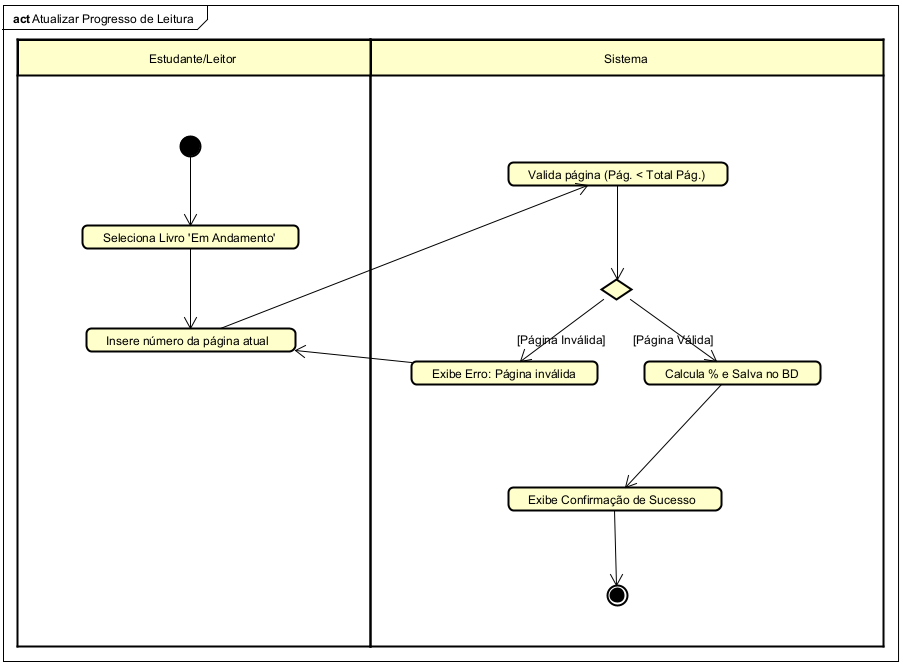 act Atualizar Progresso de Leitura
Estudante/Leitor
Sistema
Valida página (Pág. < Total Pág.)
Seleciona Livro 'Em Andamento'
Insere número da página atual
[Página Inválida]
[Página Válida]
Exibe Erro: Página inválida
Calcula % e Salva no BD
Exibe Confirmação de Sucesso